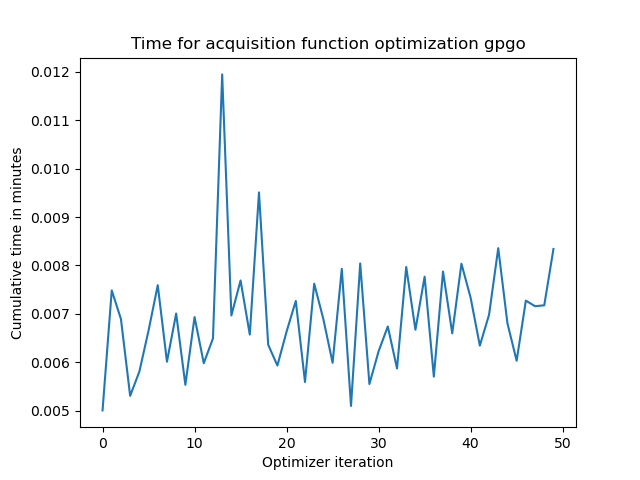 Time for acquisition function optimization gpgo
Cumulative time in minutes
0.012
0.011
0.010
0.009
0.008
0.007
0.006
0.005
0 10 20 30 40 50
Optimizer iteration